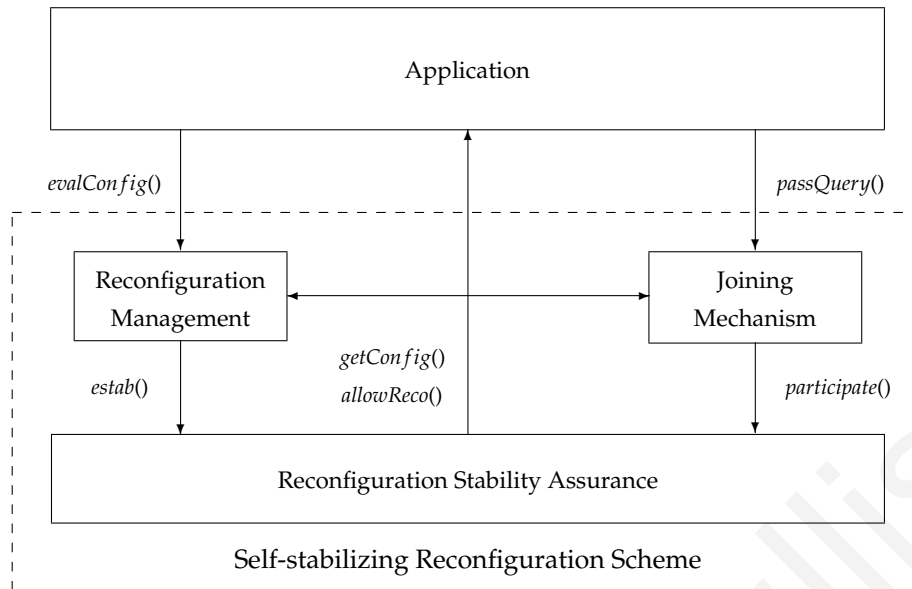 Application
evalConfig()
passQuery()
Reconfiguration
Management
Joining
Mechanism
getConfig()
estab()
allowReco()
participate()
Reconfiguration Stability Assurance
Self-stabilizing Reconfiguration Scheme